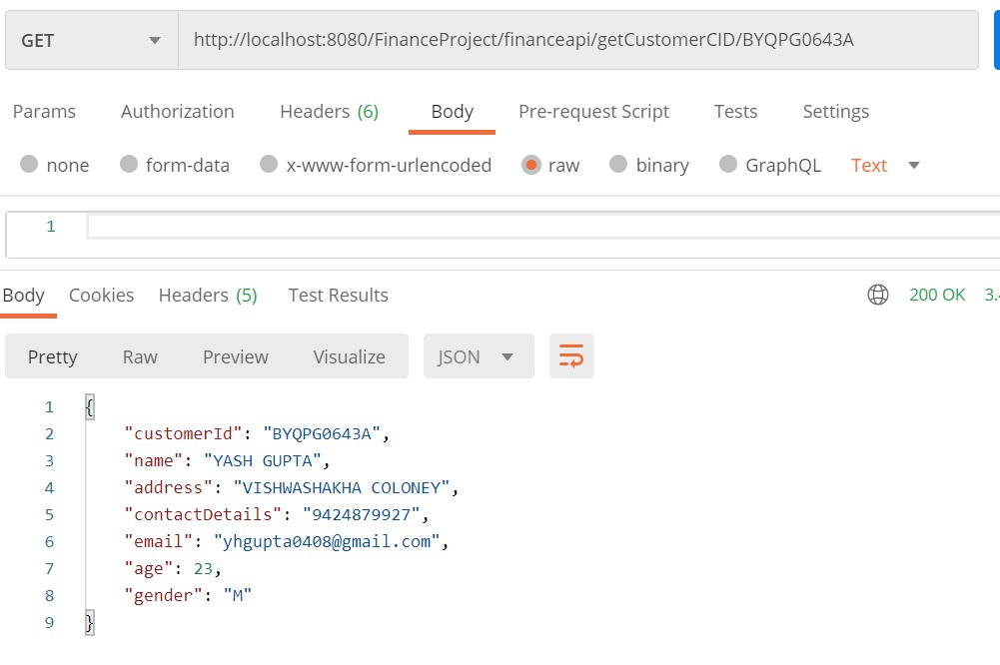 GET http://localhost:8080/FinanceProject/financeapi/getCustomerCID/BYQPG0643A
Params Authorization Headers (6) Body Pre-request Script Tests Settings
none form-data x-www-form-urlencoded raw binary GraphQL Text
1
Body Cookies Headers (5) Test Results 200 OK
Pretty Raw Preview Visualize JSON
1 {
2 "customerId": "BYQPG0643A",
3 "name": "YASH GUPTA",
4 "address": "VISHWASHAKHA COLONEY",
5 "contactDetails": "9424879927",
6 "email": "yhgupta0408@gmail.com",
7 "age": 23,
8 "gender": "M"
9 }